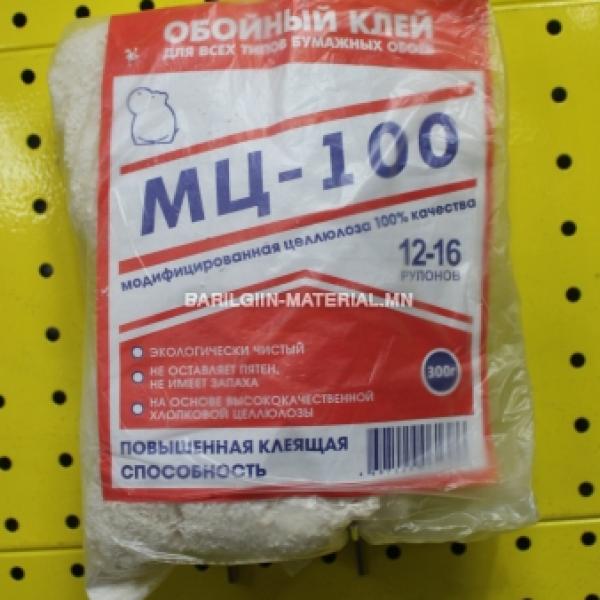 ОБОЙНЫЙ КЛЕЙ
ДЛЯ ВСЕХ ТИПОВ БУМАЖНЫХ ОБОЕВ
МЦ-100
модифицированная целлюлоза 100% качества
12-16
РУЛОНОВ
BARILGIIN-MATERIAL.MN
ЭКОЛОГИЧЕСКИ ЧИСТЫЙ
НЕ ОСТАВЛЯЕТ ПЯТЕН,
НЕ ИМЕЕТ ЗАПАХА
300г
НА ОСНОВЕ ВЫСОКОКАЧЕСТВЕННОЙ
ХЛОПКОВОЙ ЦЕЛЛЮЛОЗЫ
ПОВЫШЕННАЯ КЛЕЯЩАЯ
СПОСОБНОСТЬ